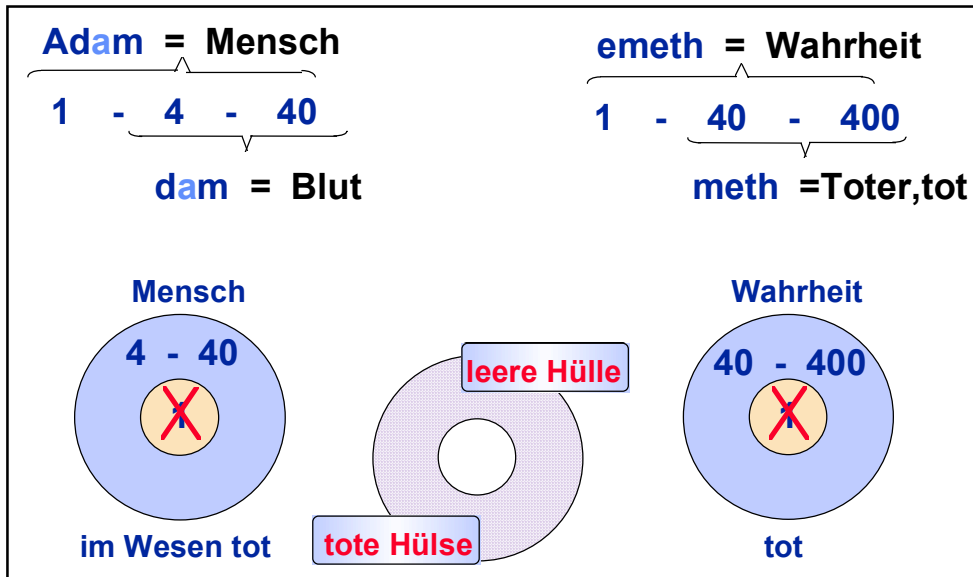 Adam = Mensch
1 - 4 - 40
dam = Blut
emeth = Wahrheit
1 - 40 - 400
meth =Toter,tot
Mensch
4 - 40
1
im Wesen tot
leere Hülle
tote Hülse
Wahrheit
40 - 400
1
tot